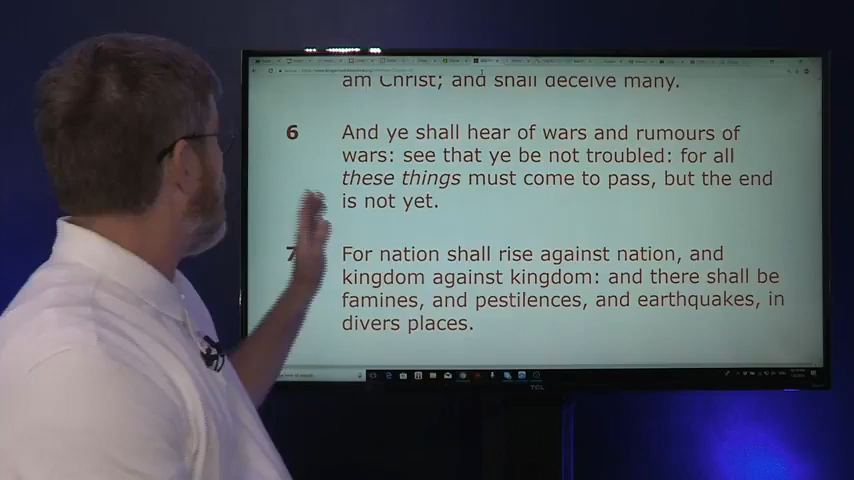 am Christ; and shall deceive many.
6 And ye shall hear of wars and rumours of
wars: see that ye be not troubled: for all
these things must come to pass, but the end
is not yet.
7 For nation shall rise against nation, and
kingdom against kingdom: and there shall be
famines, and pestilences, and earthquakes, in
divers places.
TCL